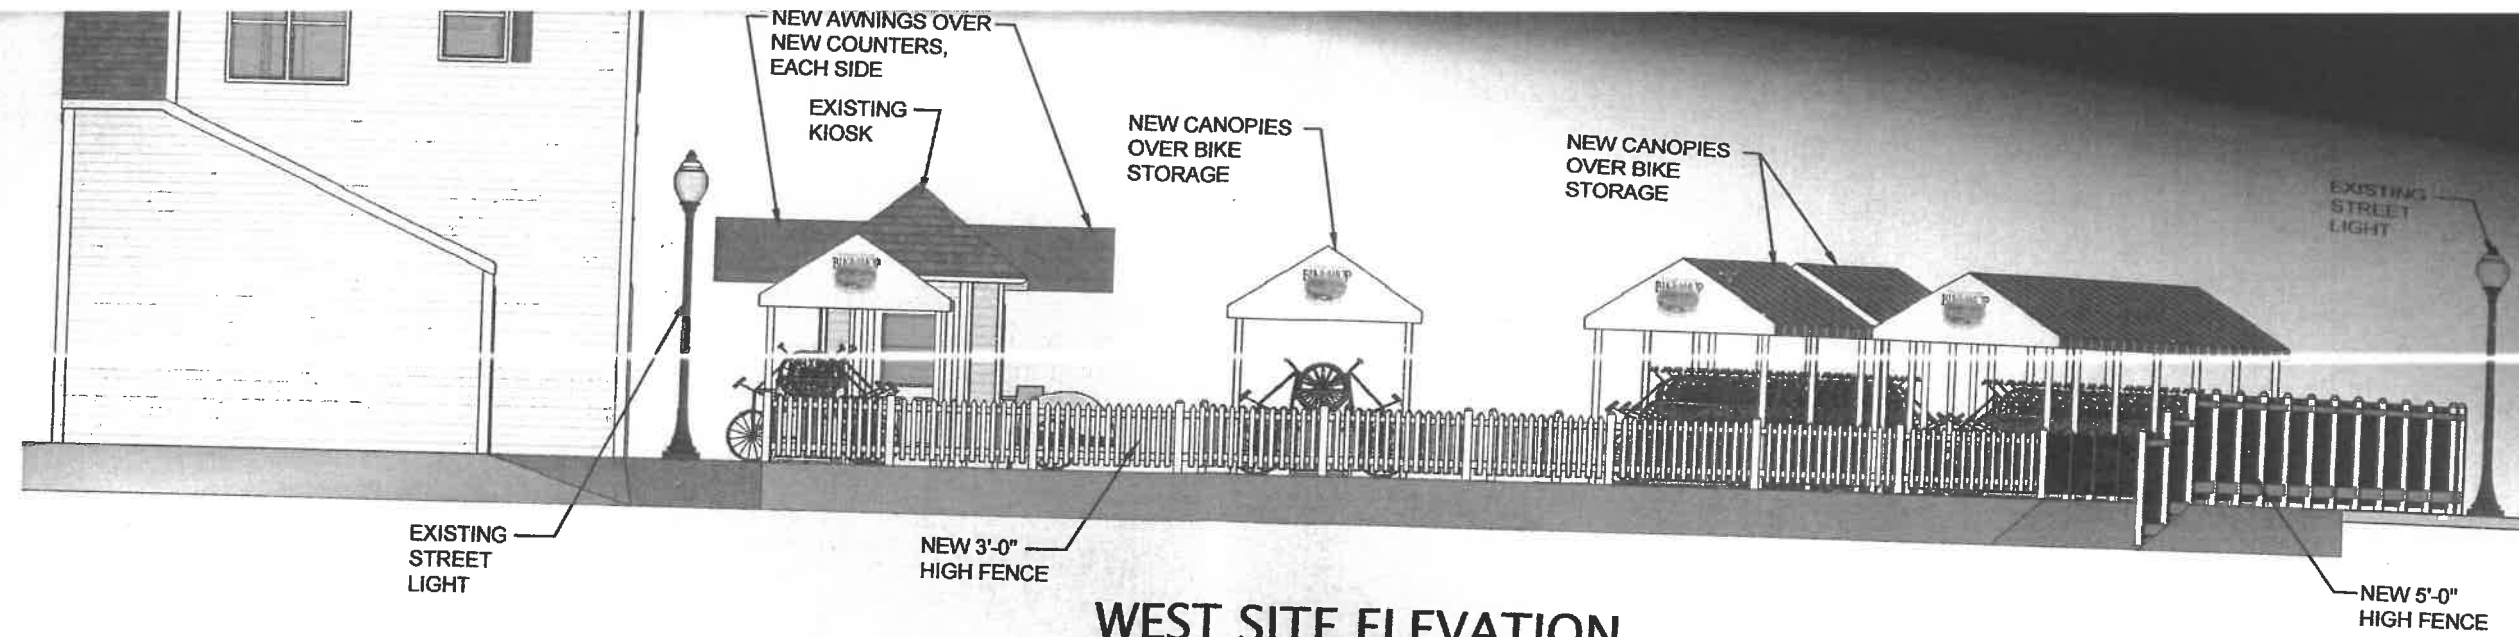 NEW AWNINGS OVER
NEW COUNTERS,
EACH SIDE
EXISTING
KIOSK
NEW CANOPIES
OVER BIKE
STORAGE
NEW CANOPIES
OVER BIKE
STORAGE
EXISTING
STREET
LIGHT
EXISTING
STREET
LIGHT
NEW 3'-0"
HIGH FENCE
NEW 5'-0"
HIGH FENCE
WEST SITE ELEVATION